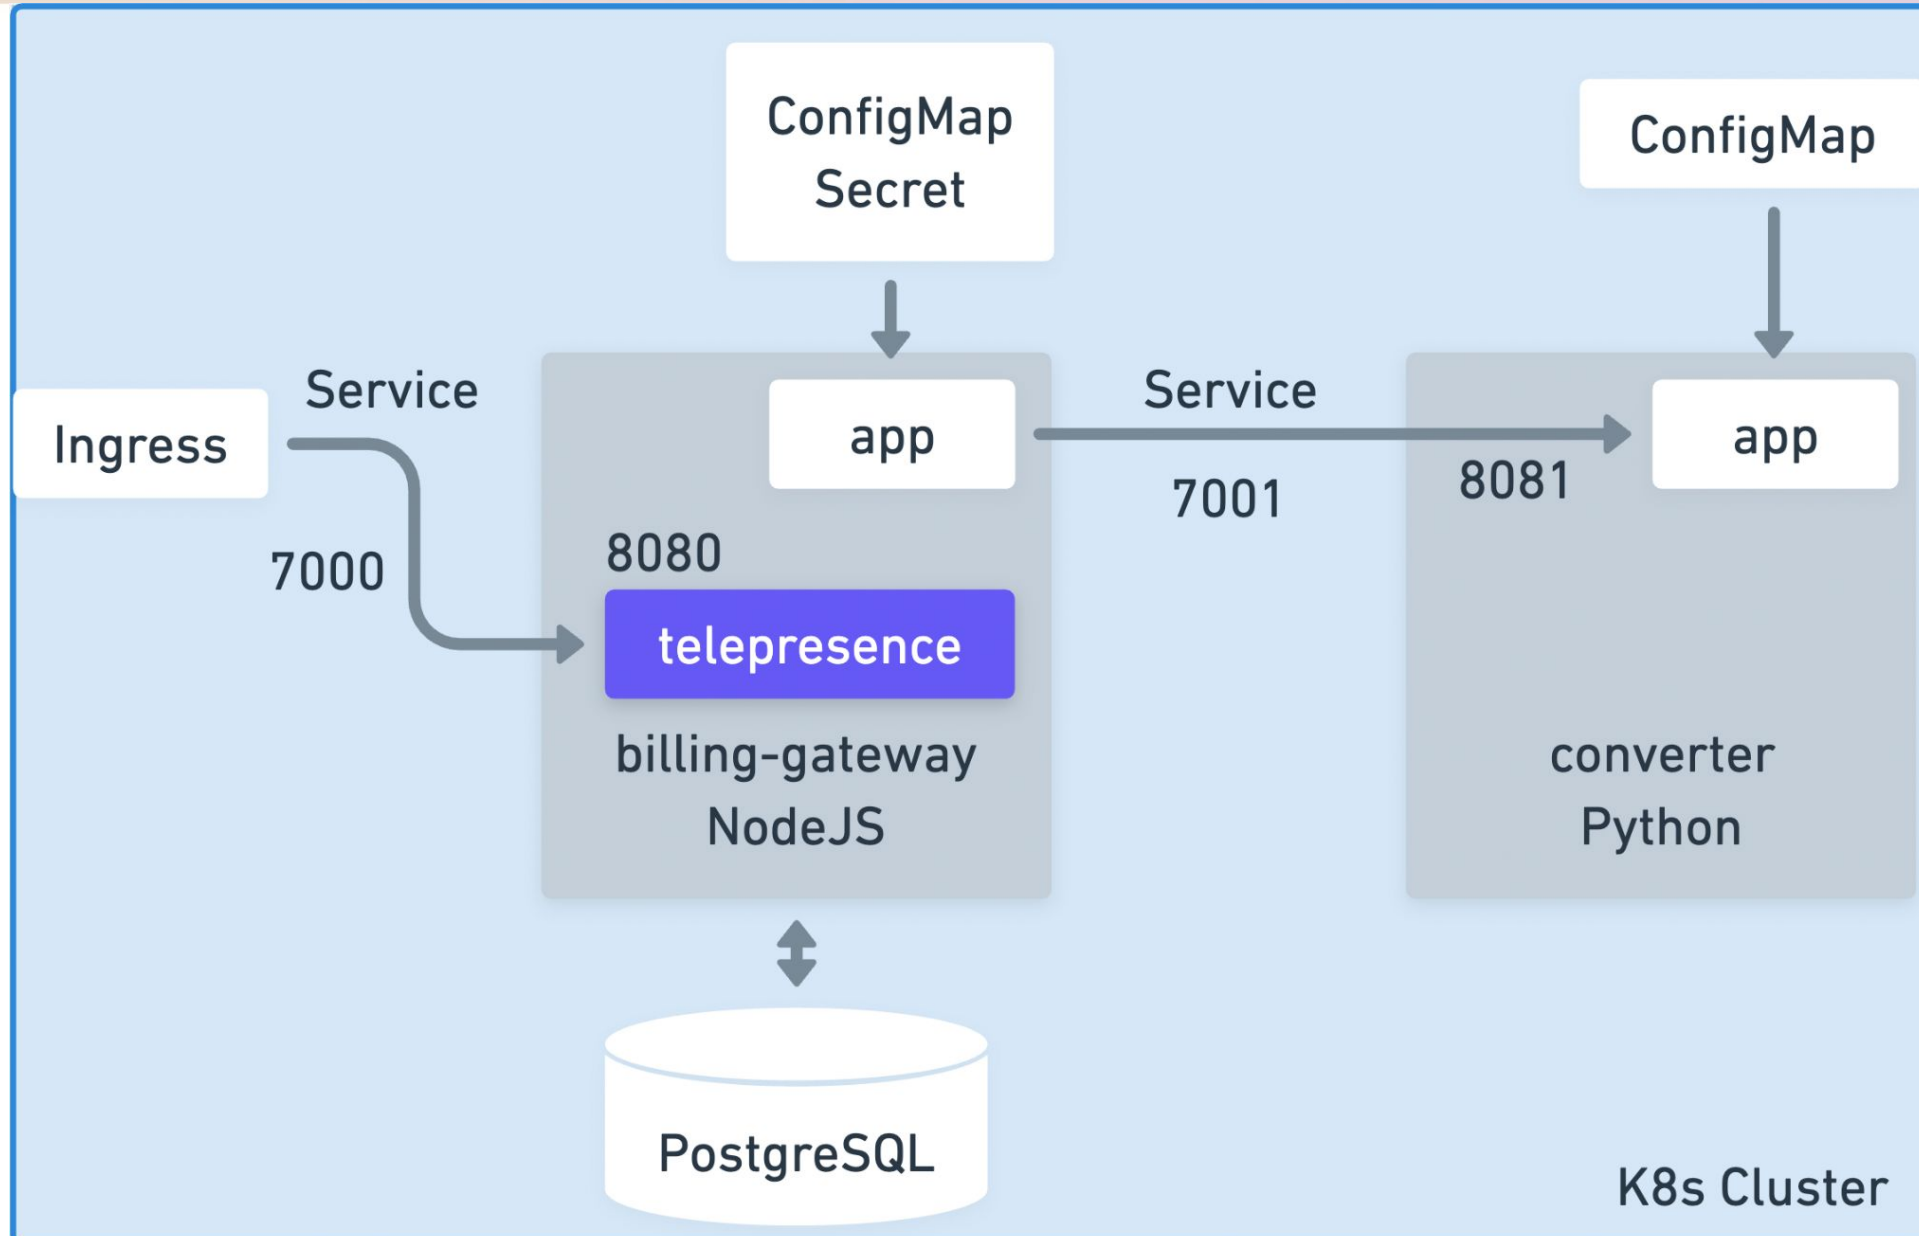 ConfigMap
Secret
ConfigMap
Ingress
Service
7000
app
8080
telepresence
billing-gateway
NodeJS
Service
7001
8081
app
converter
Python
PostgreSQL
K8s Cluster